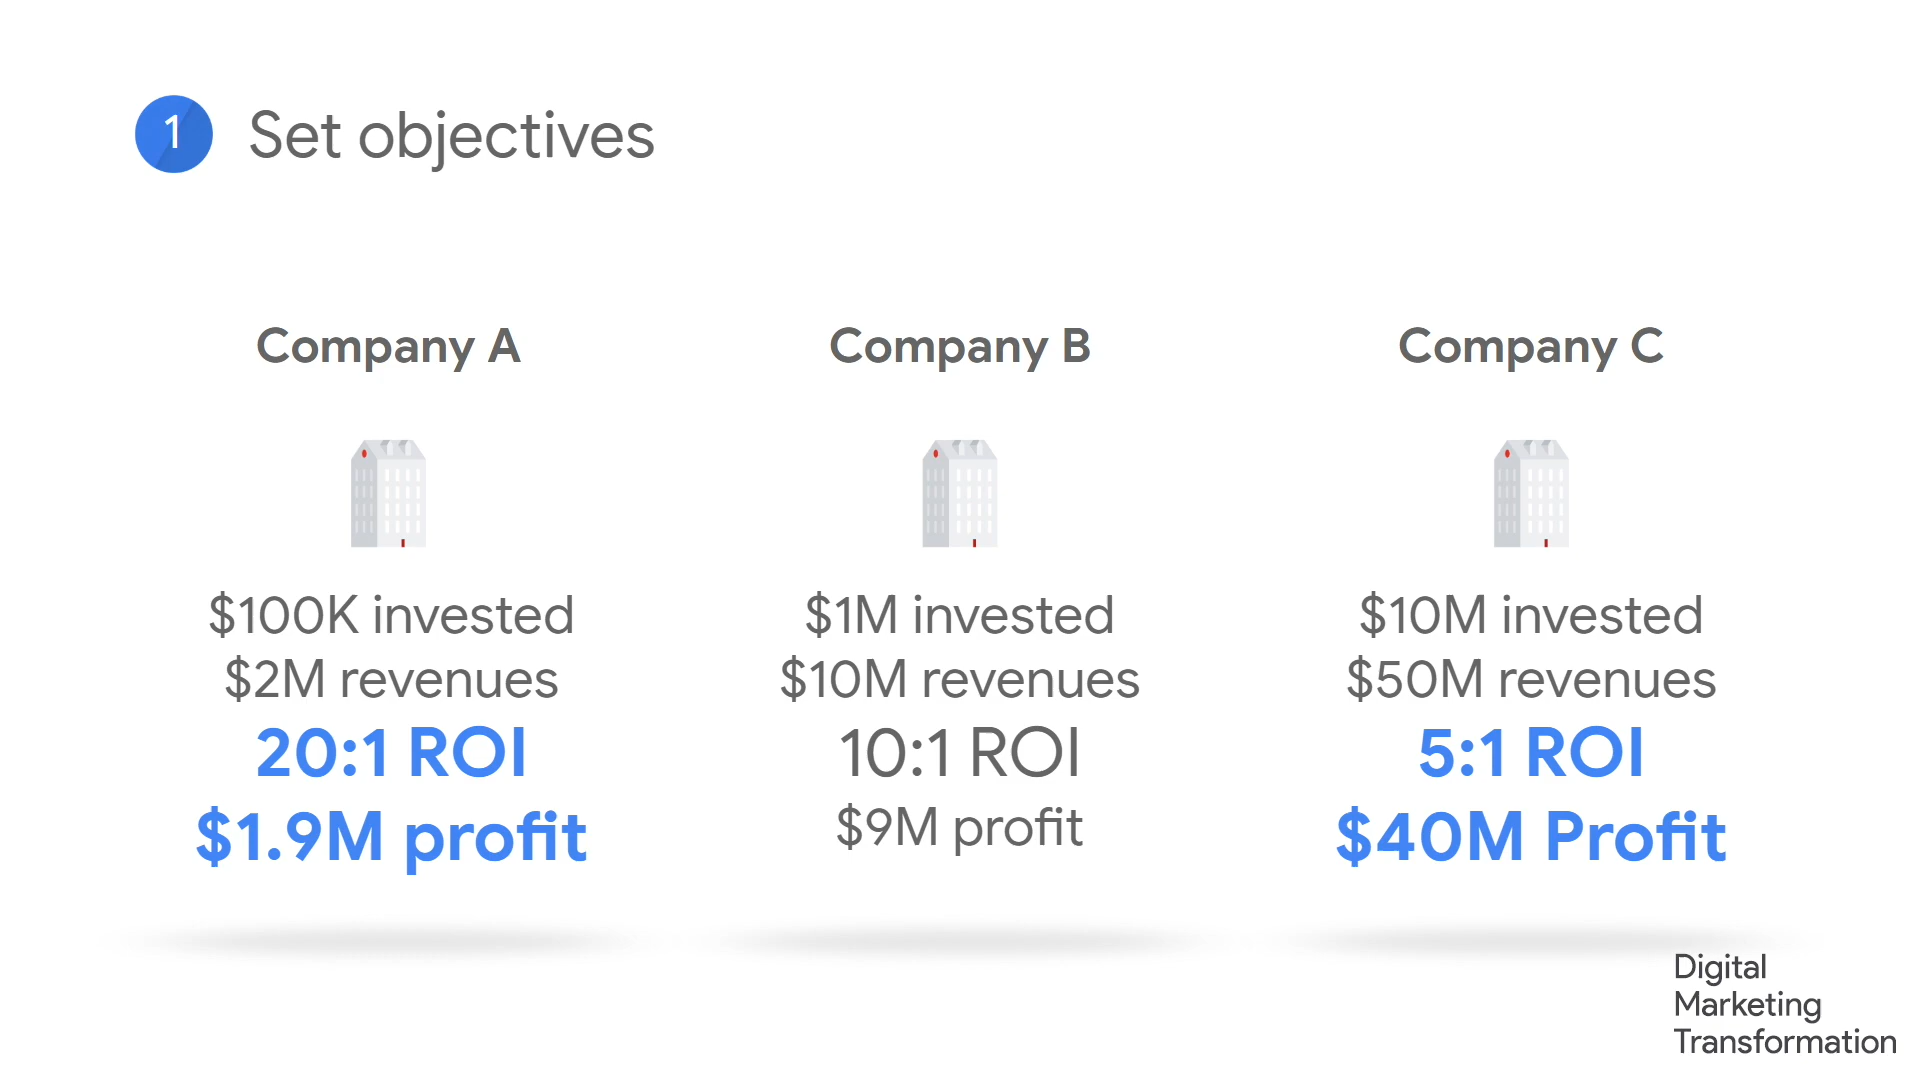 1 Set objectives
Company A
$100K invested
$2M revenues
20:1 ROI
$1.9M profit
Company B
$1M invested
$10M revenues
10:1 ROI
$9M profit
Company C
$10M invested
$50M revenues
5:1 ROI
$40M Profit
Digital
Marketing
Transformation